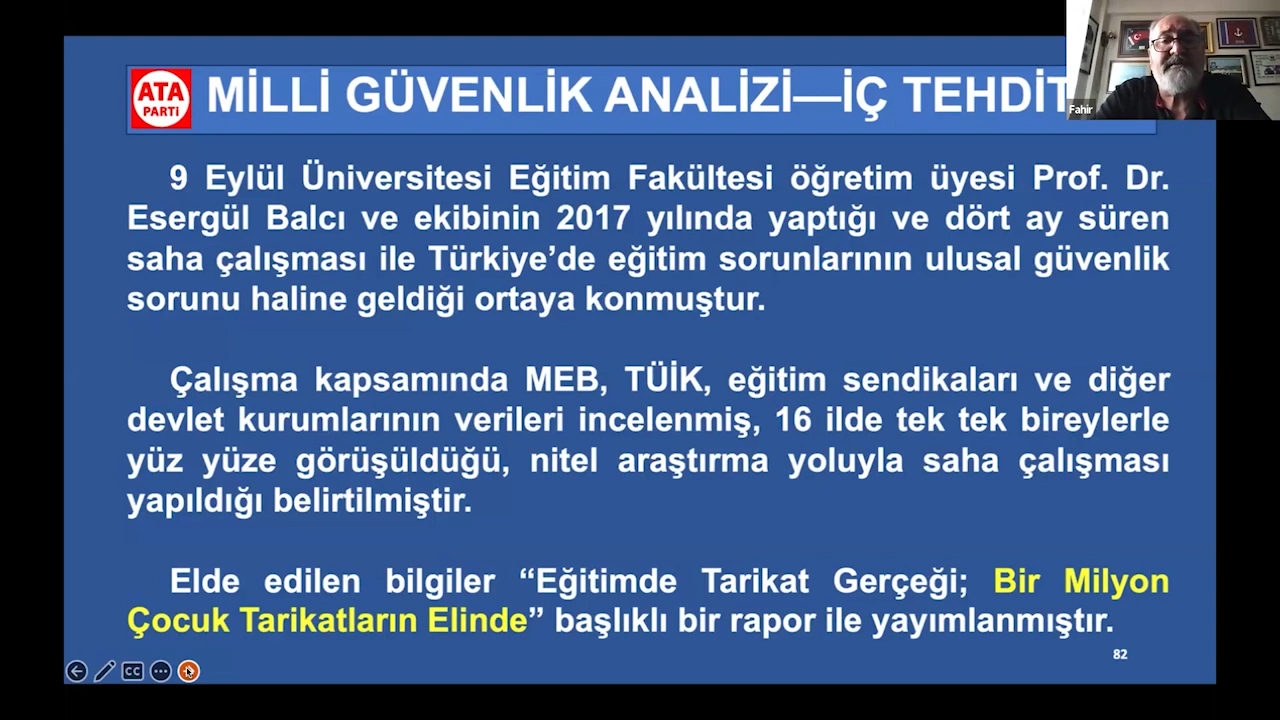 ATA
PARTİ
MİLLİ GÜVENLİK ANALİZİ—İÇ TEHDİT
Fahir
9 Eylül Üniversitesi Eğitim Fakültesi öğretim üyesi Prof. Dr.
Esergül Balcı ve ekibinin 2017 yılında yaptığı ve dört ay süren
saha çalışması ile Türkiye’de eğitim sorunlarının ulusal güvenlik
sorunu haline geldiği ortaya konmuştur.
Çalışma kapsamında MEB, TÜİK, eğitim sendikaları ve diğer
devlet kurumlarının verileri incelenmiş, 16 ilde tek tek bireylerle
yüz yüze görüşüldüğü, nitel araştırma yoluyla saha çalışması
yapıldığı belirtilmiştir.
Elde edilen bilgiler “Eğitimde Tarikat Gerçeği; Bir Milyon
Çocuk Tarikatların Elinde” başlıklı bir rapor ile yayımlanmıştır.
82
CC